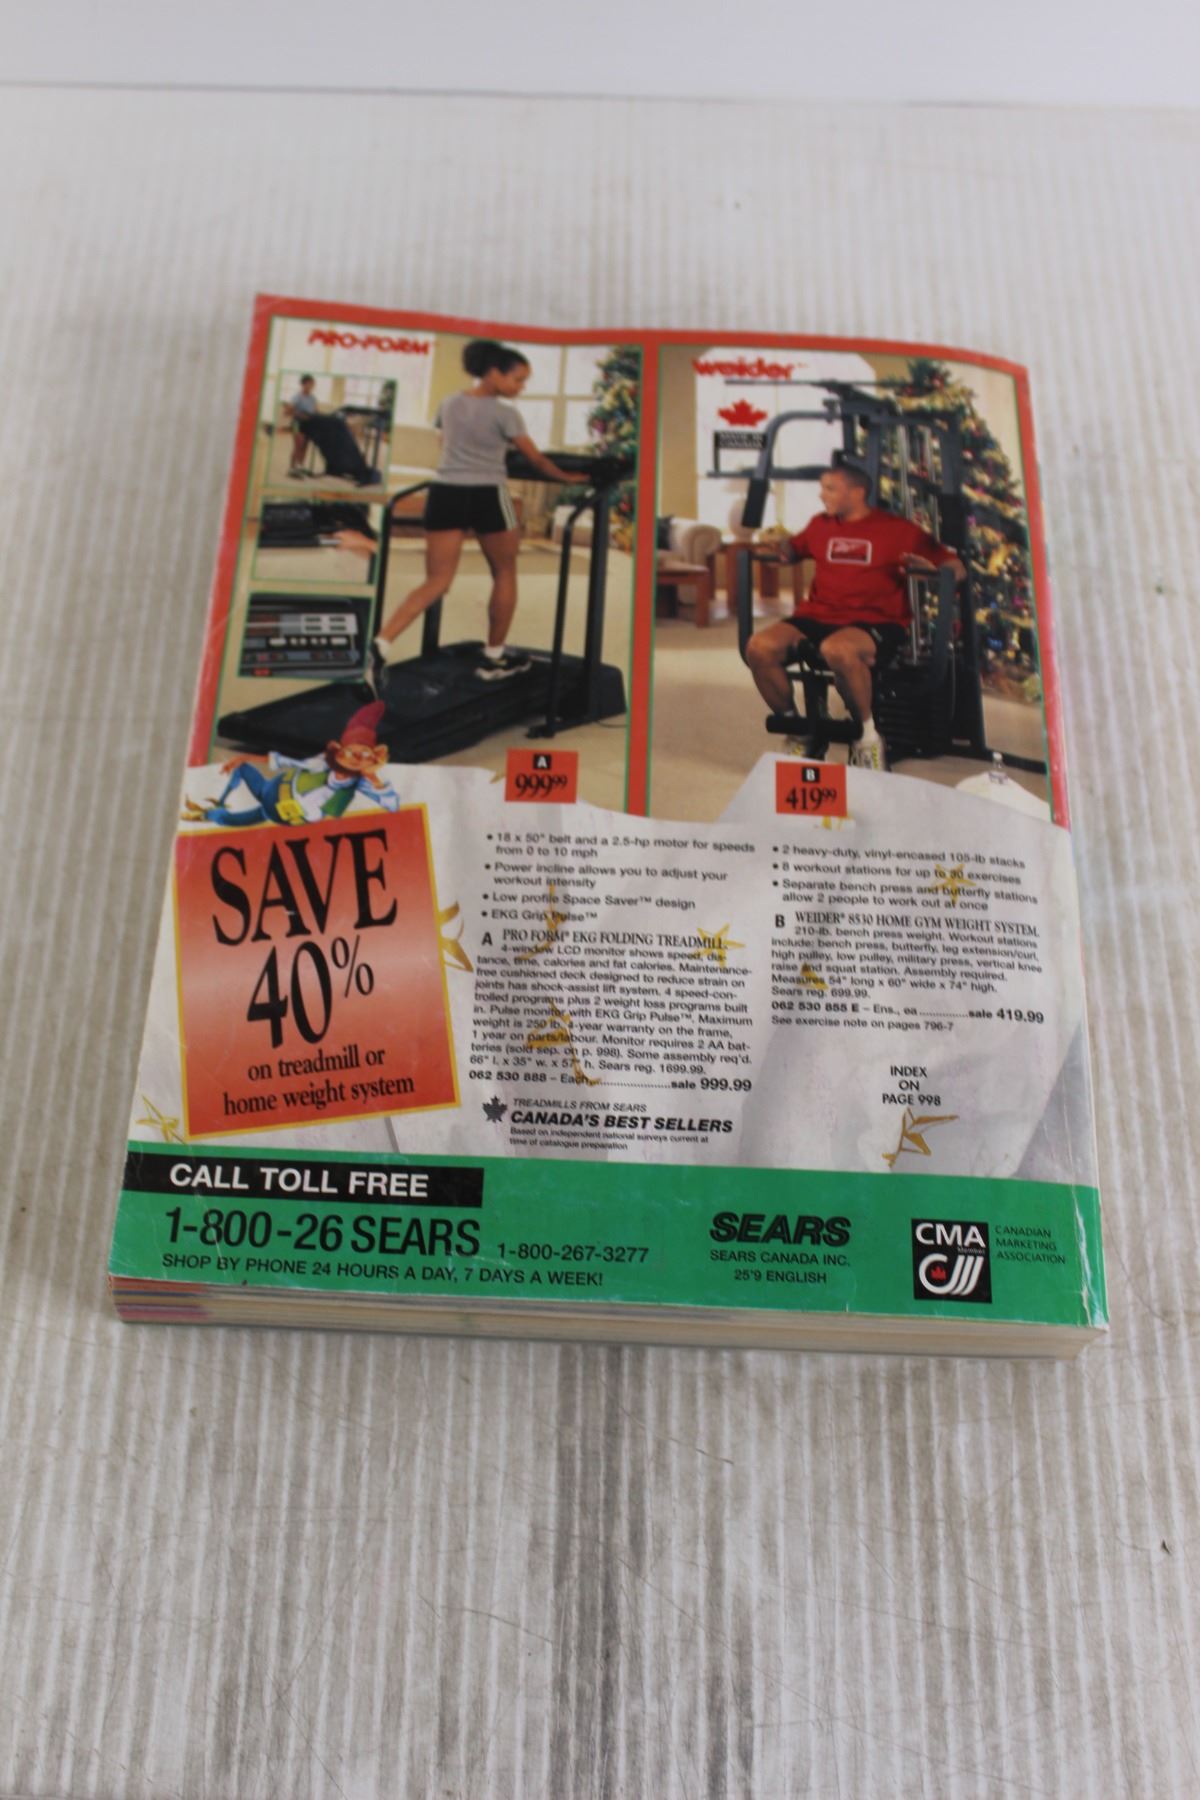 PRO-FORM
weider
MADE IN
CANADA
A
999.99
B
419.99
SAVE
40%
on treadmill or
home weight system
• 18 x 50" belt and a 2.5-hp motor for speeds
from 0 to 10 mph
• Power incline allows you to adjust your
workout intensity
• Low profile Space Saver™ design
• EKG Grip Pulse™
A PRO FORM® EKG FOLDING TREADMILL.
4-window LCD monitor shows speed, dis-
tance, time, calories and fat calories. Maintenance-
free cushioned deck designed to reduce strain on
joints has shock-assist lift system. 4 speed-con-
trolled programs plus 2 weight loss programs built
in. Pulse monitor with EKG Grip Pulse™. Maximum
weight is 250 lb. 4-year warranty on the frame,
1 year on parts/labour. Monitor requires 2 AA bat-
teries (sold sep. on p. 998). Some assembly req'd.
66" l. x 35" w. x 57" h. Sears reg. 1699.99.
062 530 888 – Each......................sale 999.99
TREADMILLS FROM SEARS
CANADA'S BEST SELLERS
Based on independent national surveys current at
time of catalogue preparation
• 2 heavy-duty, vinyl-encased 105-lb stacks
• 8 workout stations for up to 30 exercises
• Separate bench press and butterfly stations
allow 2 people to work out at once
B WEIDER® 8530 HOME GYM WEIGHT SYSTEM.
210-lb. bench press weight. Workout stations
include: bench press, butterfly, leg extension/curl,
high pulley, low pulley, military press, vertical knee
raise and squat station. Assembly required.
Measures 54" long x 60" wide x 74" high.
Sears reg. 699.99.
062 530 855 E – Ens., ea..............sale 419.99
See exercise note on pages 796-7
INDEX
ON
PAGE 998
CALL TOLL FREE
1-800-26 SEARS 1-800-267-3277
SHOP BY PHONE 24 HOURS A DAY, 7 DAYS A WEEK!
SEARS
SEARS CANADA INC.
25'9 ENGLISH
CMA
Member
CANADIAN
MARKETING
ASSOCIATION